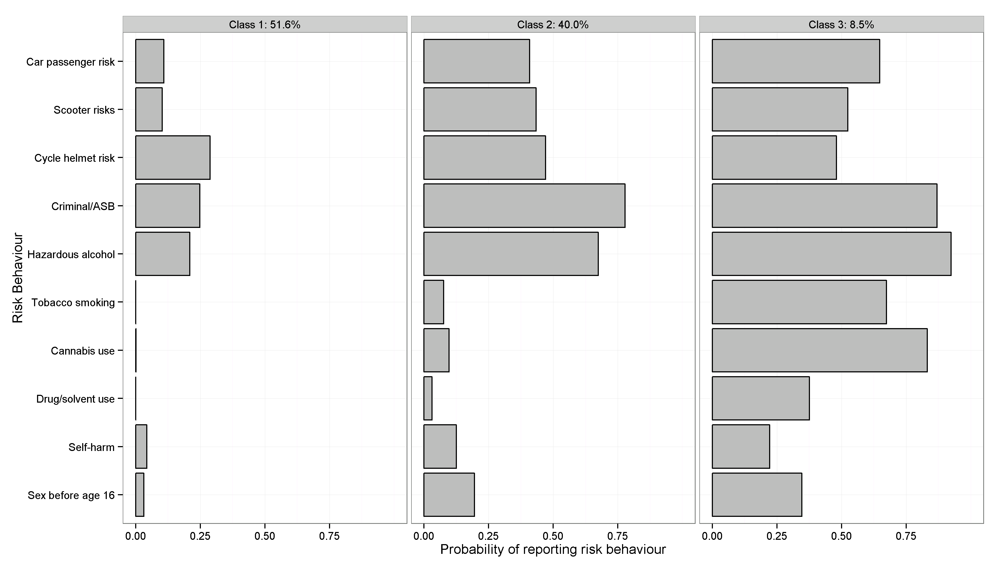 Class 1: 51.6%
Class 2: 40.0%
Class 3: 8.5%
Risk Behaviour
Car passenger risk
Scooter risks
Cycle helmet risk
Criminal/ASB
Hazardous alcohol
Tobacco smoking
Cannabis use
Drug/solvent use
Self-harm
Sex before age 16
0.00 0.25 0.50 0.75
0.00 0.25 0.50 0.75
0.00 0.25 0.50 0.75
Probability of reporting risk behaviour